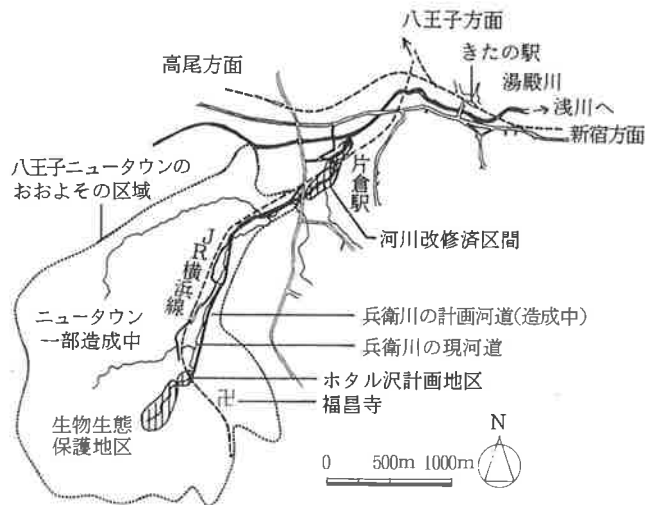 八王子方面
きたの駅
高尾方面
湯殿川
浅川へ
新宿方面
八王子ニュータウンの
おおよその区域
片倉駅
河川改修済区間
JR横浜線
ニュータウン
一部造成中
兵衛川の計画河道(造成中)
兵衛川の現河道
ホタル沢計画地区
卍
福昌寺
生物生態
保護地区
N
0 500m 1000m